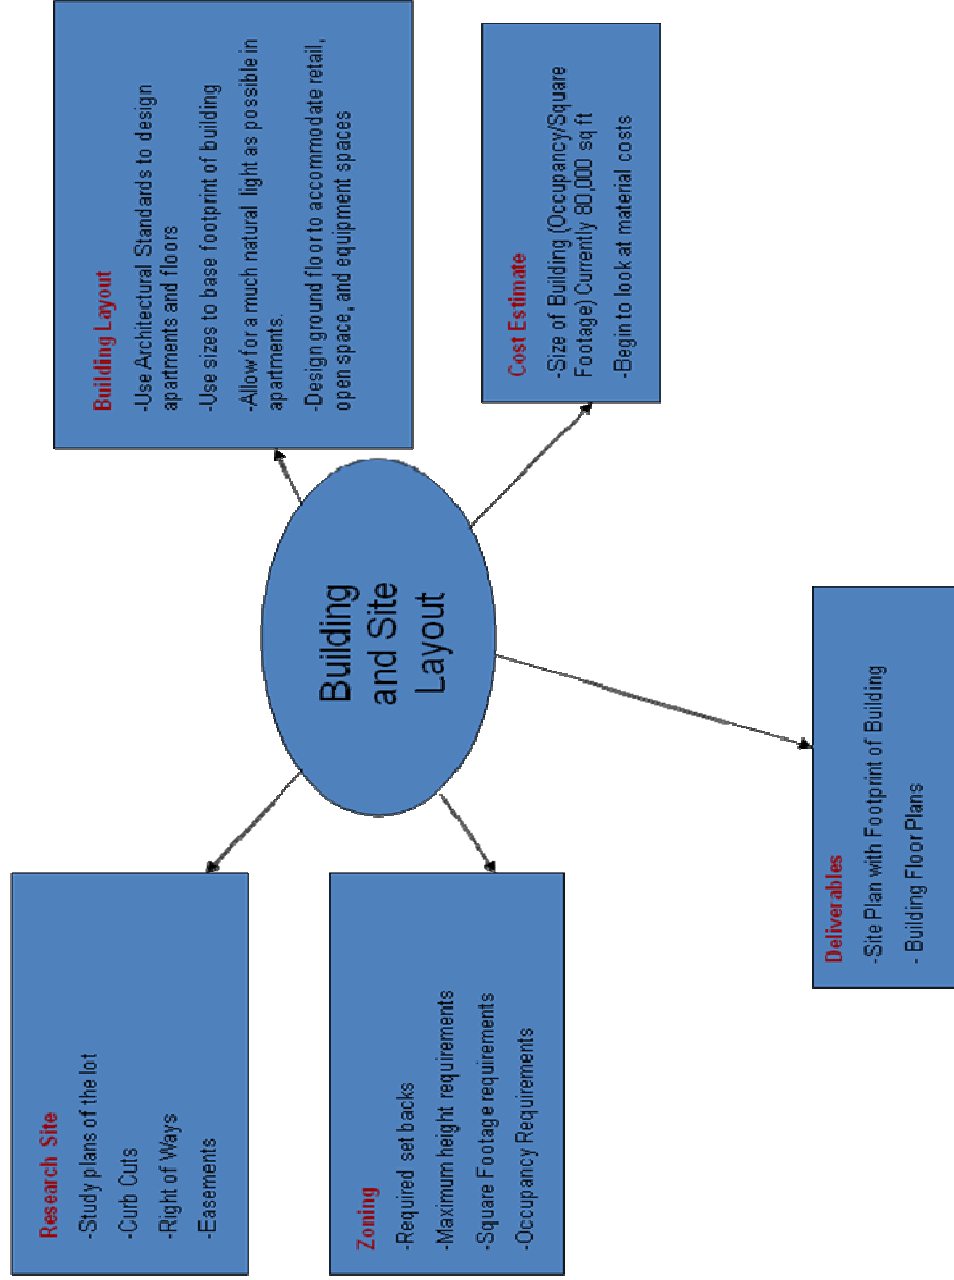 Research Site
-Study plans of the lot
-Curb Cuts
-Right of Ways
-Easements
Zoning
-Required set backs
-Maximum height requirements
-Square Footage requirements
-Occupancy Requirements
Building
and Site
Layout
Building Layout
-Use Architectural Standards to design
apartments and floors
-Use sizes to base footprint of building
-Allow for a much natural light as possible in
apartments.
-Design ground floor to accommodate retail,
open space, and equipment spaces
Cost Estimate
-Size of Building (Occupancy/Square
Footage) Currently 80,000 sq ft
-Begin to look at material costs
Deliverables
-Site Plan with Footprint of Building
- Building Floor Plans